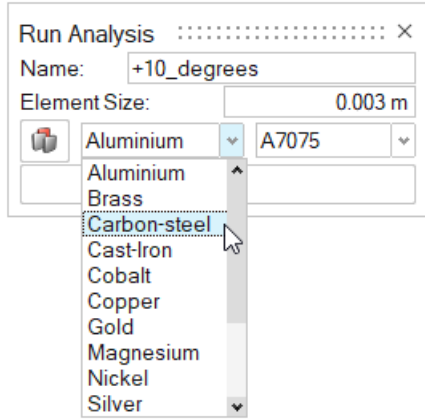 Run Analysis
Name: +10_degrees
Element Size: 0.003 m
Aluminium A7075
Aluminium
Brass
Carbon-steel
Cast-Iron
Cobalt
Copper
Gold
Magnesium
Nickel
Silver